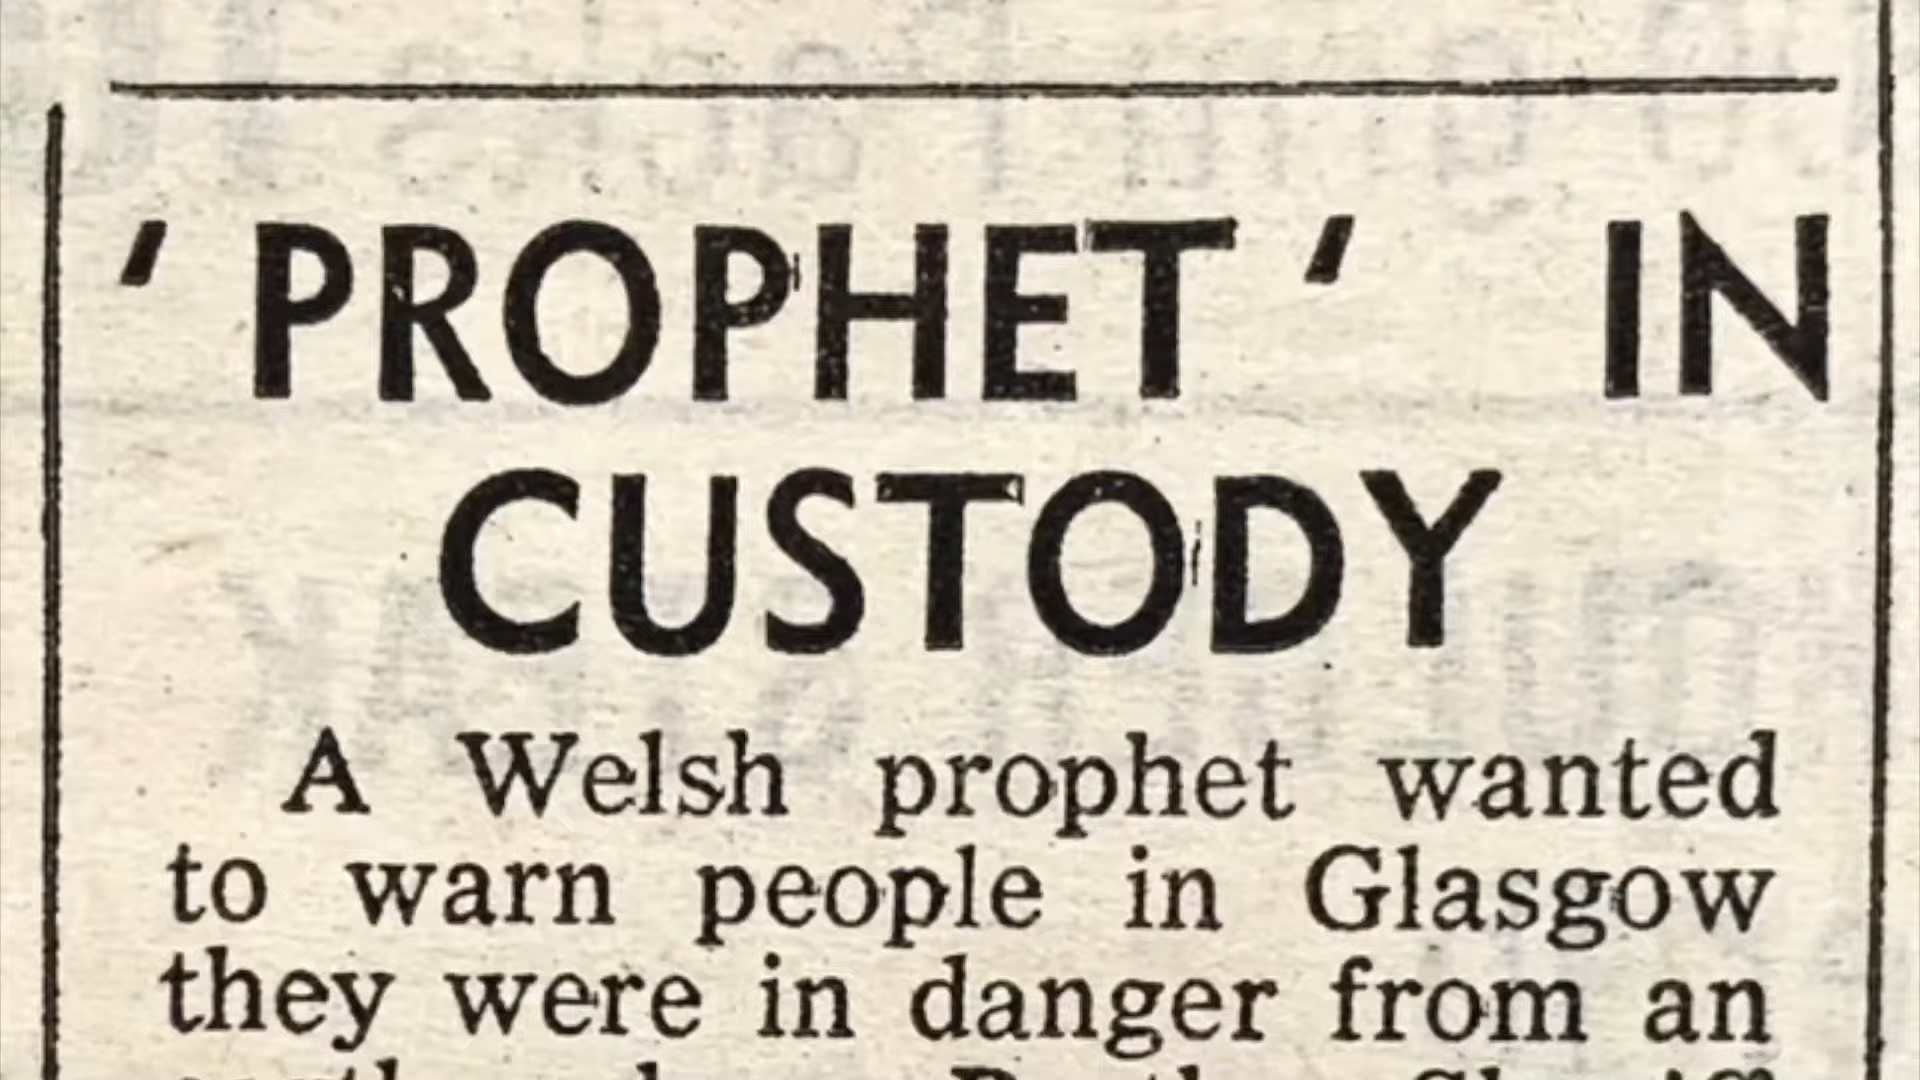 ' PROPHET ' IN
CUSTODY
A Welsh prophet wanted
to warn people in Glasgow
they were in danger from an